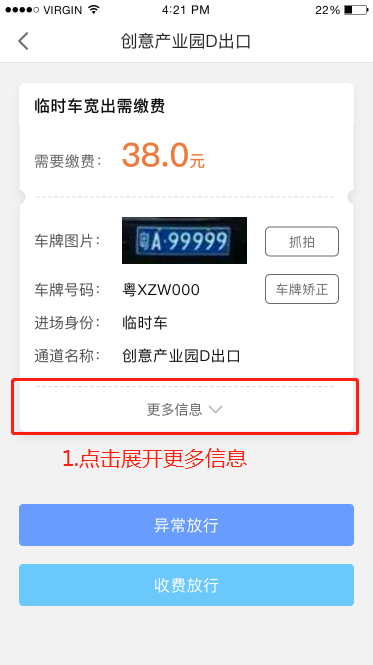 VIRGIN 4:21 PM 22%
创意产业园D出口
临时车宽出需缴费
需要缴费： 38.0元
车牌图片： 粤A·99999 抓拍
车牌号码： 粤XZW000 车牌矫正
进场身份： 临时车
通道名称： 创意产业园D出口
更多信息
1.点击展开更多信息
异常放行
收费放行